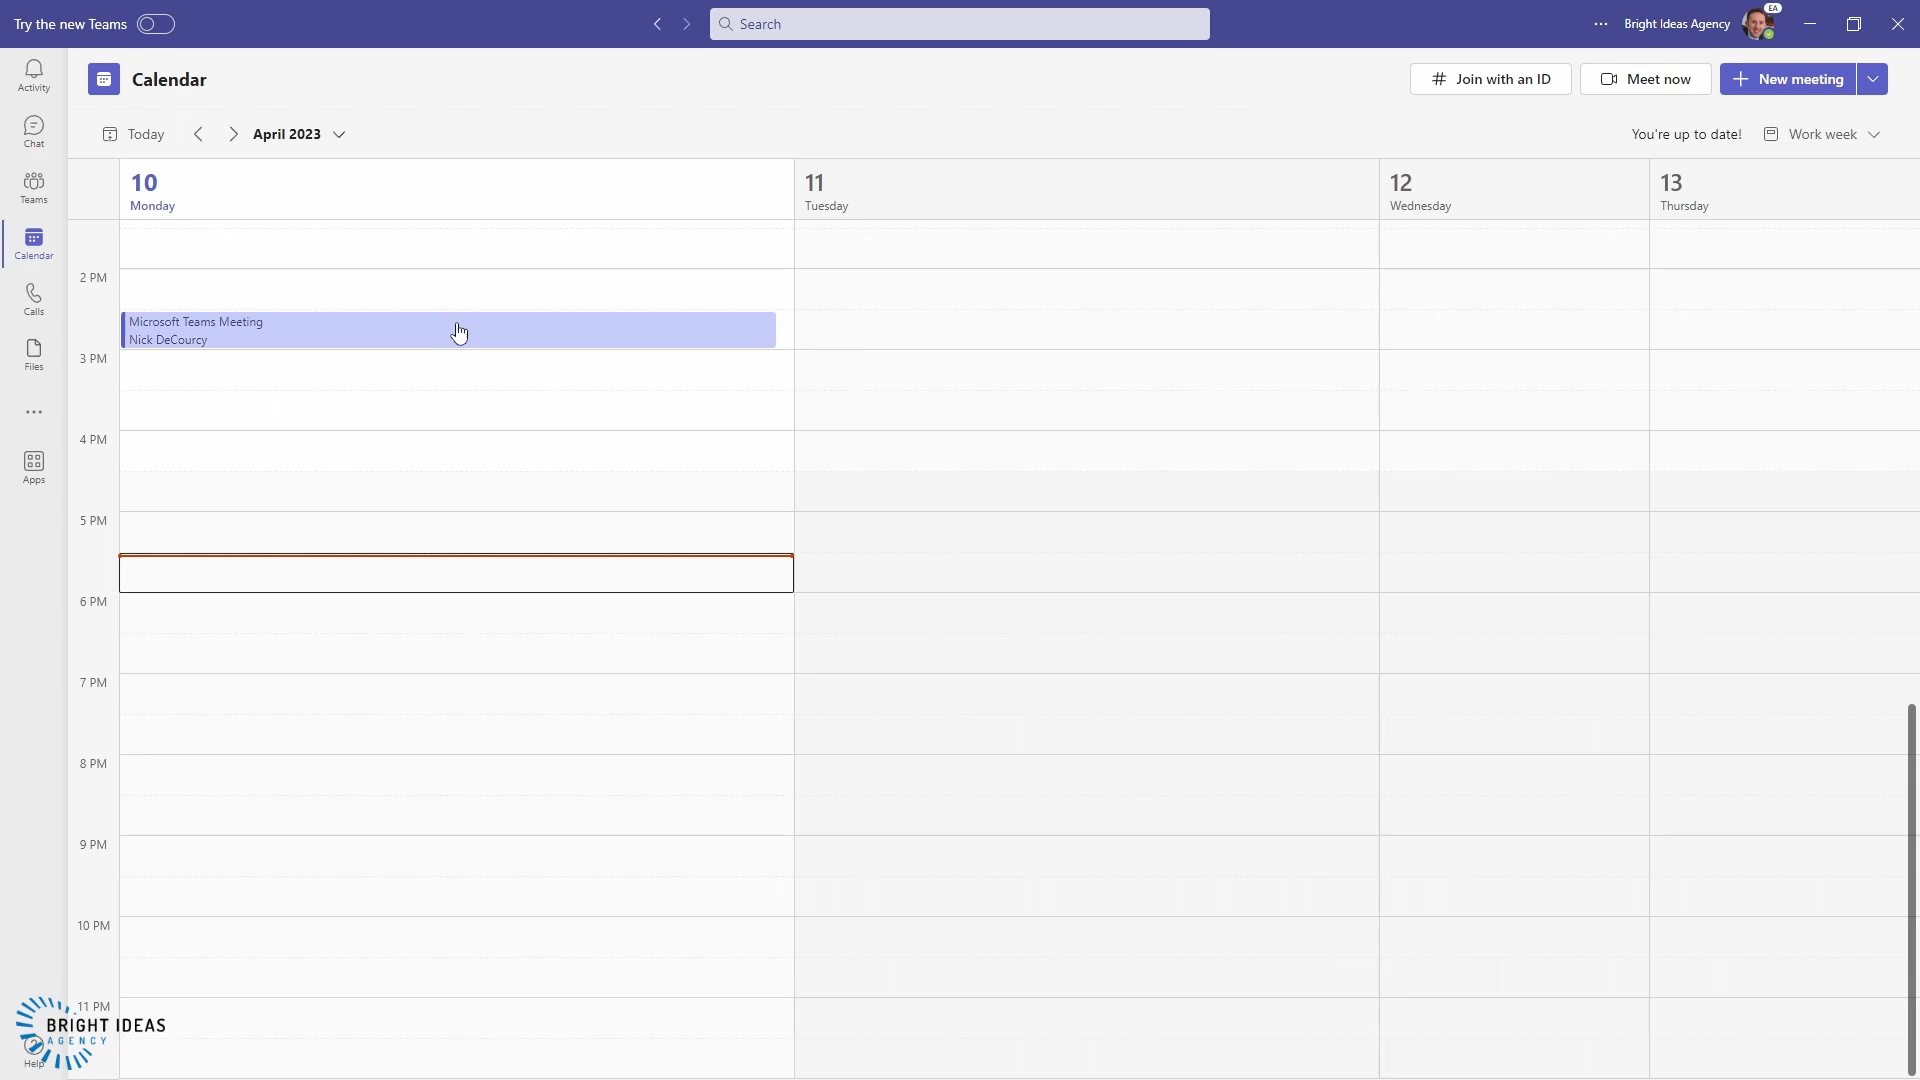 Try the new Teams
Search
Bright Ideas Agency
EA
Activity
Chat
Teams
Calendar
Calls
Files
Apps
Help
Calendar
Join with an ID
Meet now
New meeting
Today
April 2023
You're up to date!
Work week
10
Monday
11
Tuesday
12
Wednesday
13
Thursday
2 PM
Microsoft Teams Meeting
Nick DeCourcy
3 PM
4 PM
5 PM
6 PM
7 PM
8 PM
9 PM
10 PM
11 PM
BRIGHT IDEAS
AGENCY